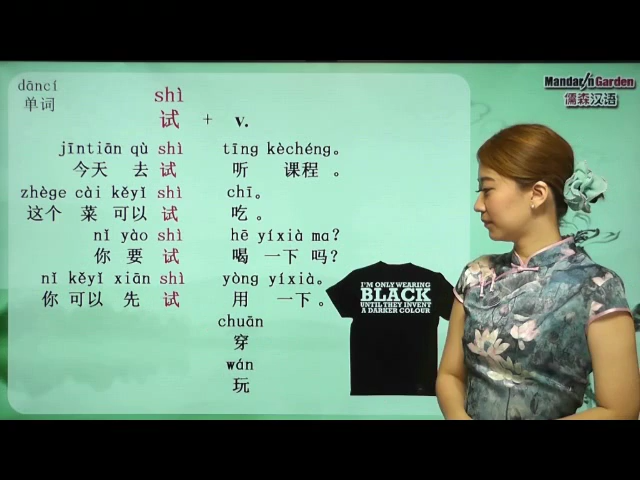 dāncí
单词
Mandarin Garden
儒森汉语
shì
试 + v.
jīntiān qù shì tīng kèchéng。
今天 去 试 听 课程 。
zhège cài kěyǐ shì chī。
这个 菜 可以 试 吃 。
nǐ yào shì hē yíxià ma?
你 要 试 喝 一下 吗?
nǐ kěyǐ xiān shì yòng yíxià。
你 可以 先 试 用 一下 。
chuān
穿
wán
玩
I'M ONLY WEARING
BLACK
UNTIL THEY INVENT
A DARKER COLOUR